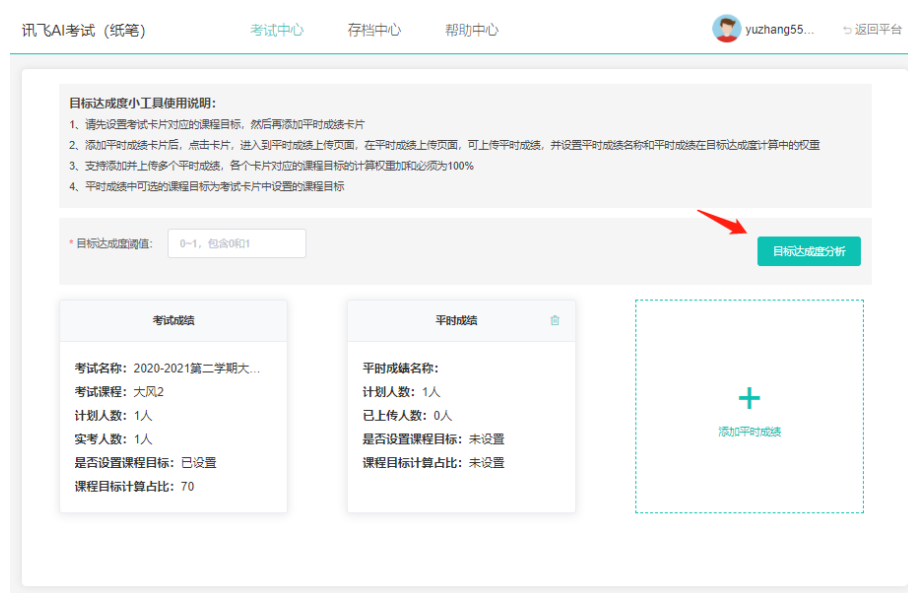 讯飞AI考试（纸笔） 考试中心 存档中心 帮助中心 yuzhang55... 返回平台
目标达成度小工具使用说明：
1、请先设置考试卡片对应的课程目标，然后再添加平时成绩卡片
2、添加平时成绩卡片后，点击卡片，进入到平时成绩上传页面，在平时成绩上传页面，可上传平时成绩，并设置平时成绩名称和平时成绩在目标达成度计算中的权重
3、支持添加并上传多个平时成绩，各个卡片对应的课程目标的计算权重加和必须为100%
4、平时成绩中可选的课程目标为考试卡片中设置的课程目标
* 目标达成度阈值： 0~1，包含0和1 目标达成度分析
考试成绩
考试名称：2020-2021第二学期大...
考试课程：大风2
计划人数：1人
实考人数：1人
是否设置课程目标：已设置
课程目标计算占比：70
平时成绩
平时成绩名称：
计划人数：1人
已上传人数：0人
是否设置课程目标：未设置
课程目标计算占比：未设置
添加平时成绩